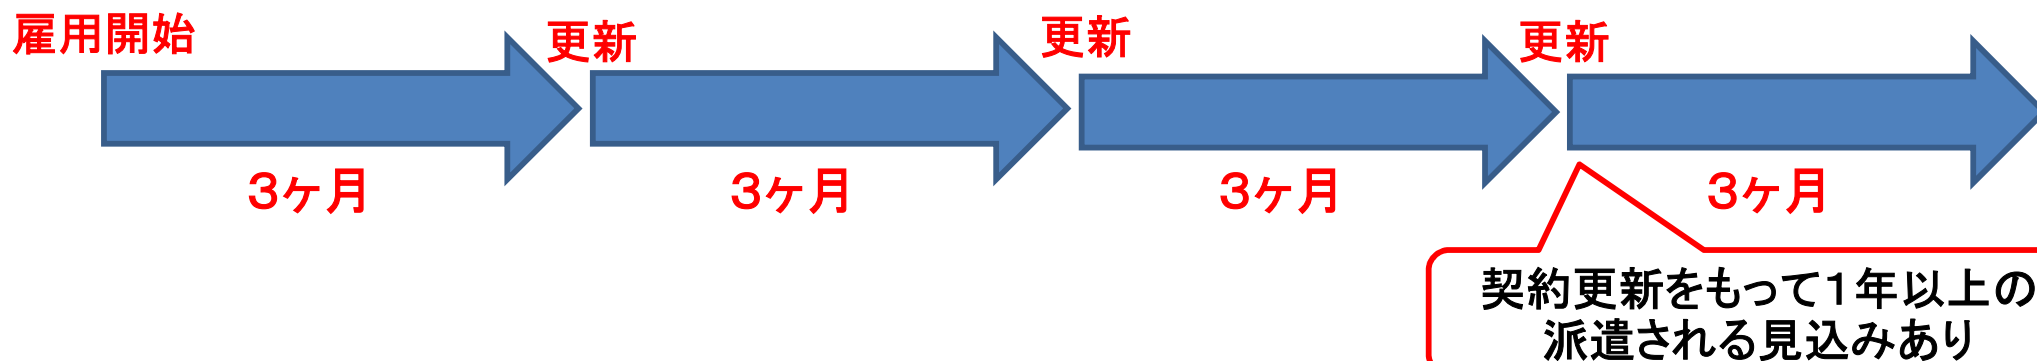 雇用開始
更新
更新
更新
３ヶ月
３ヶ月
３ヶ月
３ヶ月
契約更新をもって１年以上の
派遣される見込みあり